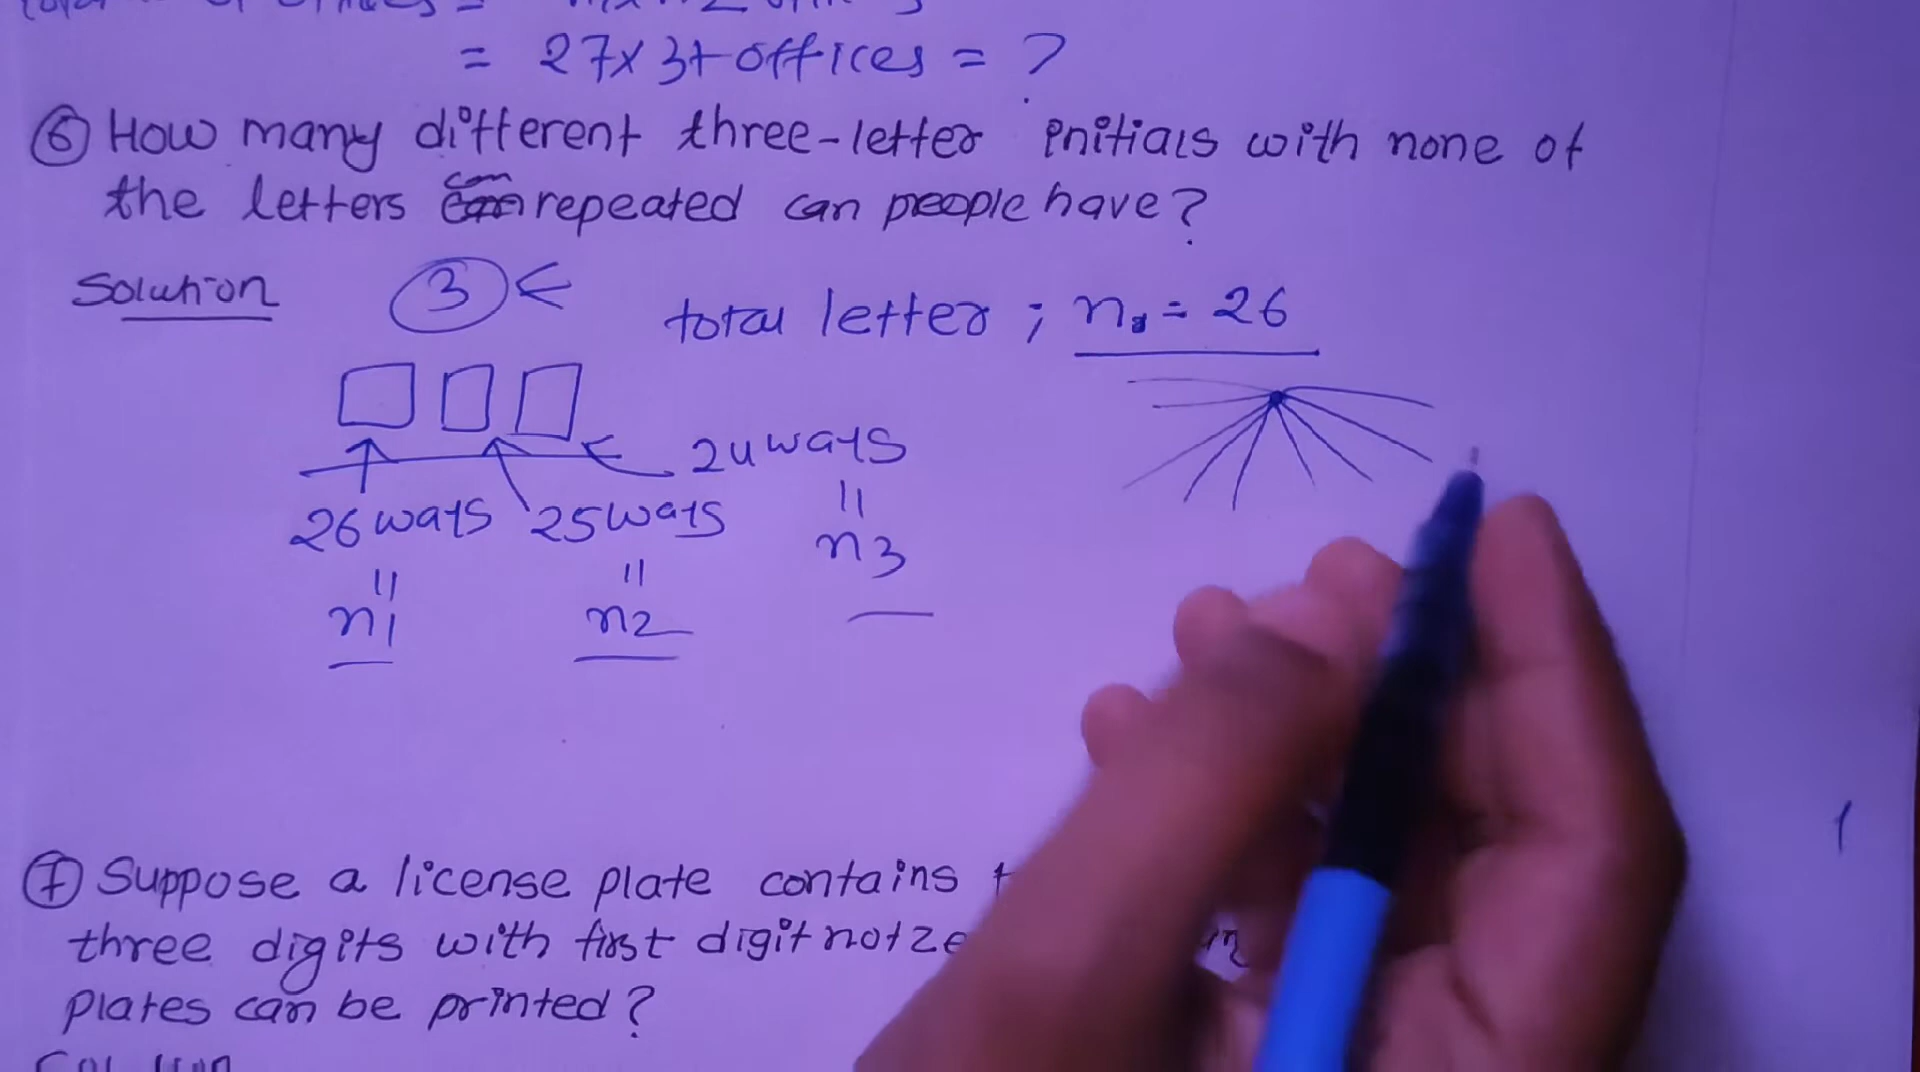 = 27x37 offices = ?
⑥ How many different three-letter initials with none of
the letters can repeated can people have?
Solution
3
total letter ; n = 26
24 ways
26 ways 25 ways
=
n3
= =
n1 n2
⑦ Suppose a license plate contains
three digits with first digit not
plates can be printed?